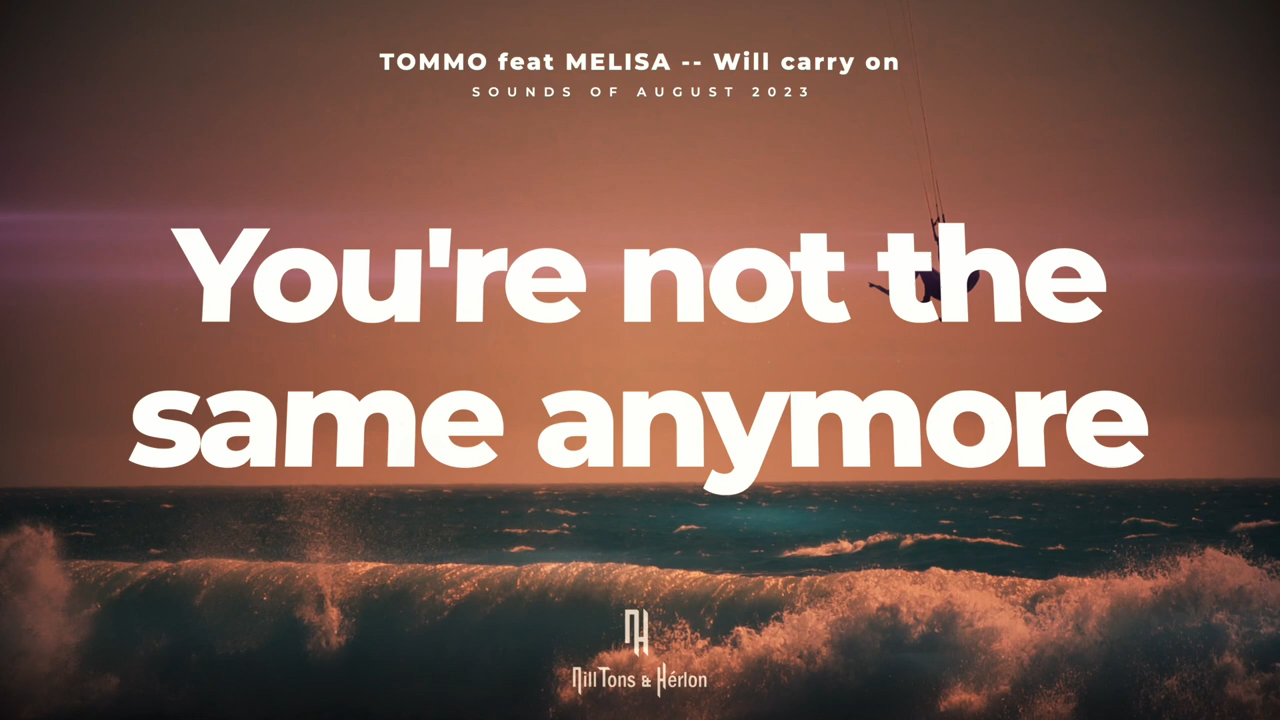 TOMMO feat MELISA -- Will carry on
SOUNDS OF AUGUST 2023
You're not the
same anymore
NH
Nill Tons & Hérlon